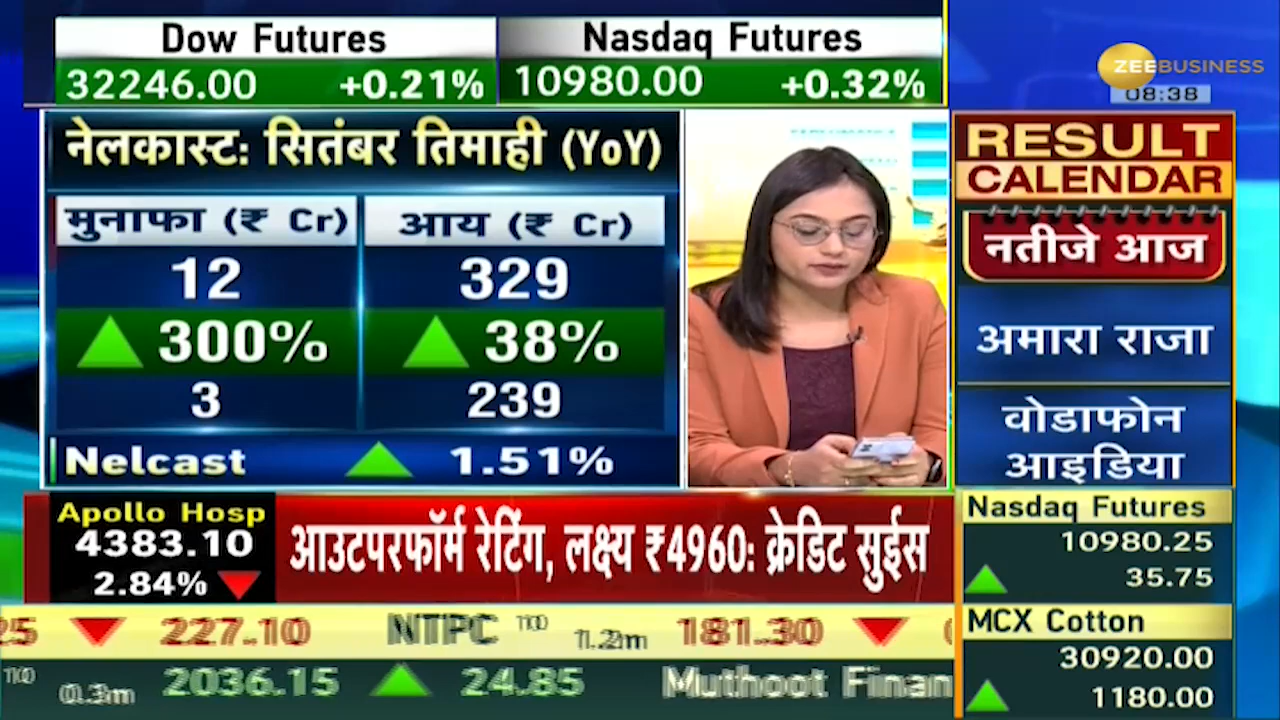 Dow Futures
32246.00 +0.21%
Nasdaq Futures
10980.00 +0.32%
ZEEBUSINESS
08:38
नेलकास्ट: सितंबर तिमाही (YoY)
मुनाफा (₹ Cr) आय (₹ Cr)
12 329
300% 38%
3 239
Nelcast 1.51%
RESULT
CALENDAR
नतीजे आज
अमारा राजा
वोडाफोन
आइडिया
Apollo Hosp
4383.10
2.84%
आउटपरफॉर्म रेटिंग, लक्ष्य ₹4960: क्रेडिट सुईस
Nasdaq Futures
10980.25
35.75
MCX Cotton
30920.00
1180.00
227.10 NTPC 1.2m 181.30
0.3m 2036.15 24.85 Muthoot Finan